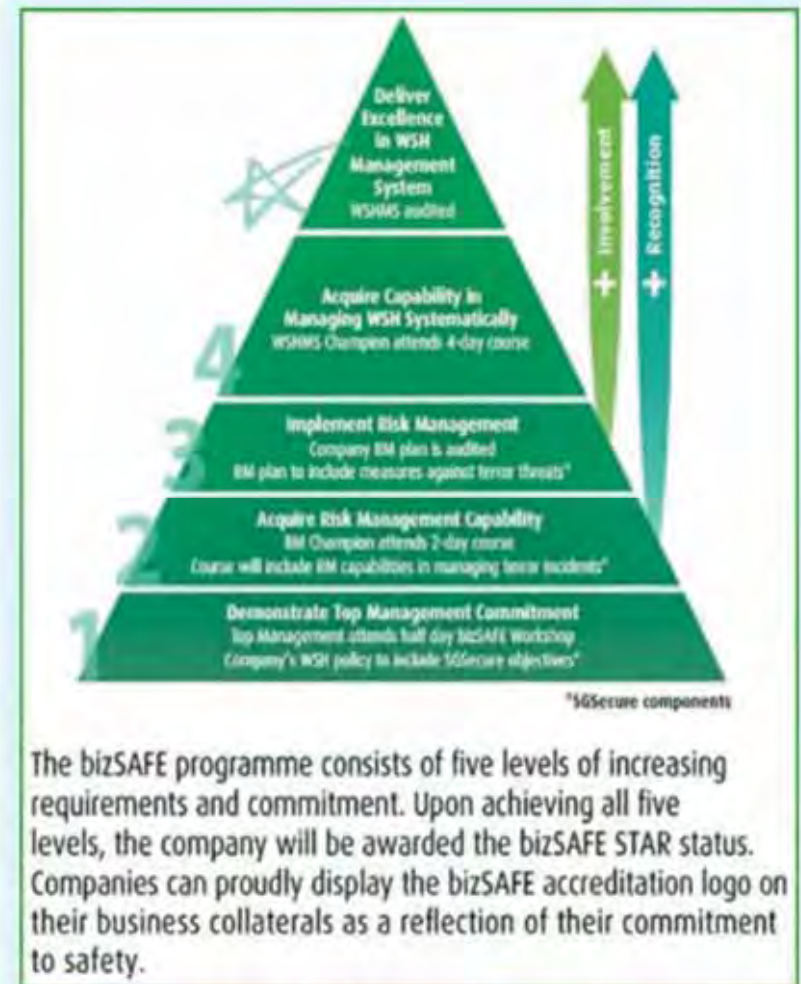 Deliver
Excellence
in WSH
Management
System
WSHMS audited
+ Involvement
+ Recognition
4
Acquire Capability in
Managing WSH Systematically
WSHMS Champion attends 4-day course
3
Implement Risk Management
Company RM plan is audited
RM plan to include measures against terror threats*
2
Acquire Risk Management Capability
RM Champion attends 2-day course
Course will include RM capabilities in managing terror incidents*
1
Demonstrate Top Management Commitment
Top Management attends half day bizSAFE Workshop
Company's WSH policy to include SGSecure objectives*
*SGSecure components
The bizSAFE programme consists of five levels of increasing
requirements and commitment. Upon achieving all five
levels, the company will be awarded the bizSAFE STAR status.
Companies can proudly display the bizSAFE accreditation logo on
their business collaterals as a reflection of their commitment
to safety.